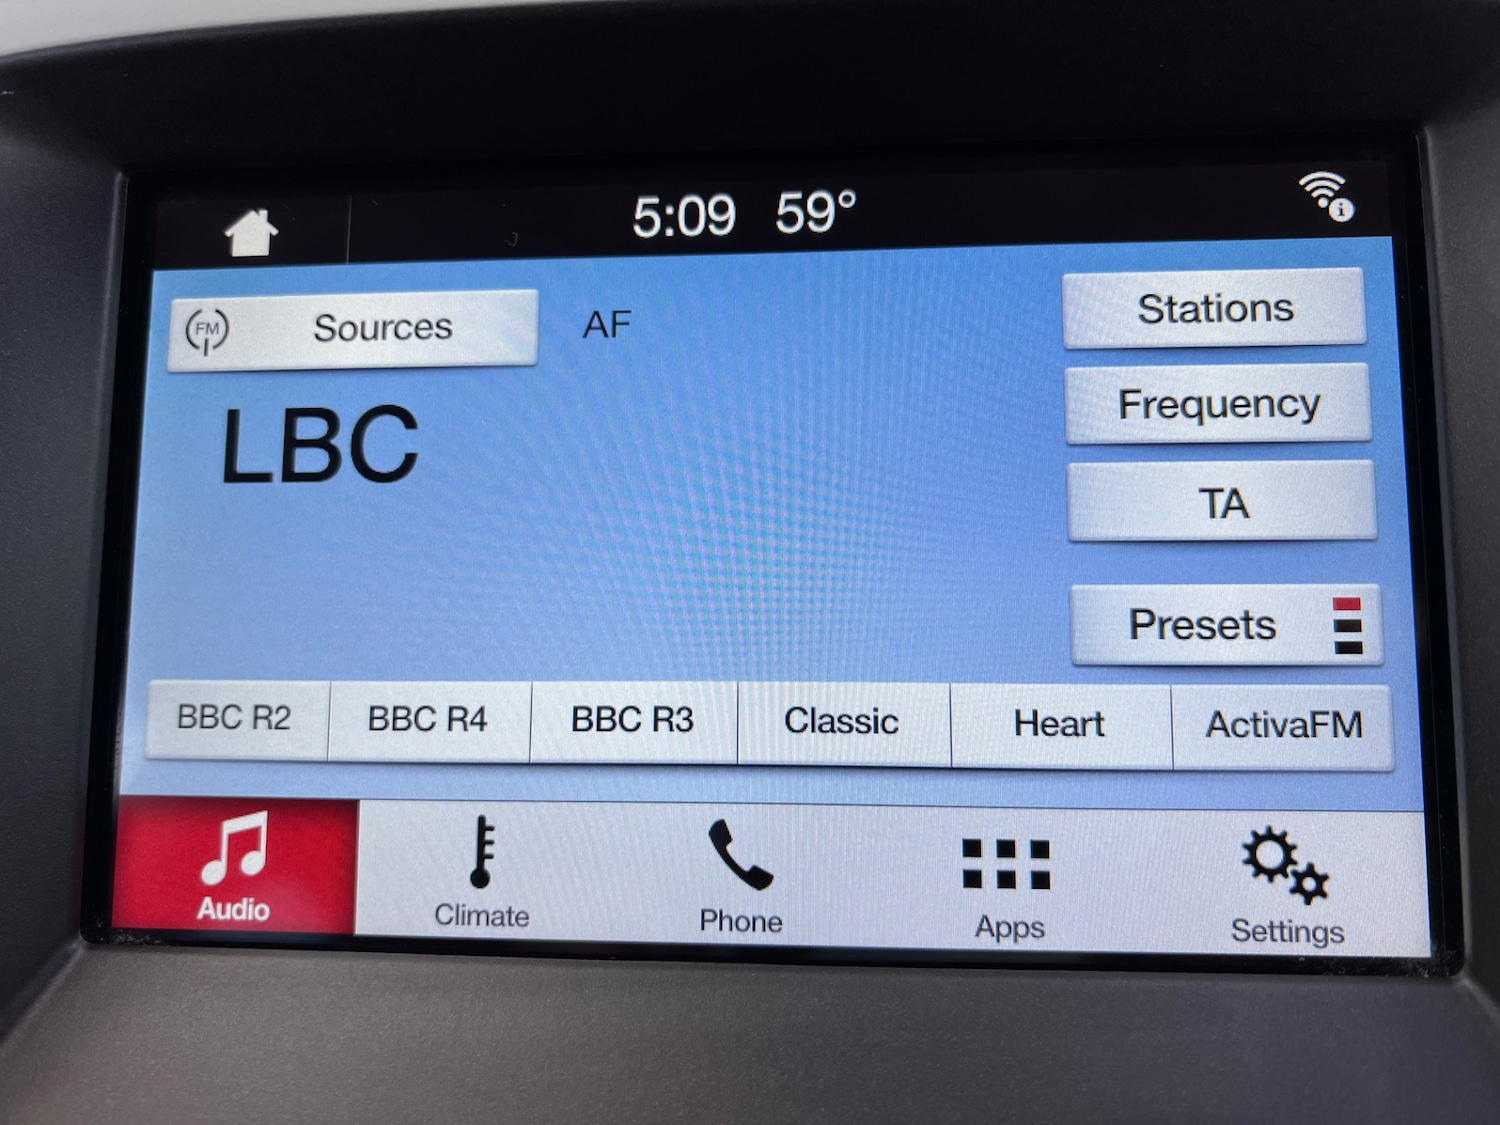 5:09 59°
FM Sources AF Stations
LBC
Frequency
TA
Presets
BBC R2 BBC R4 BBC R3 Classic Heart ActivaFM
Audio Climate Phone Apps Settings